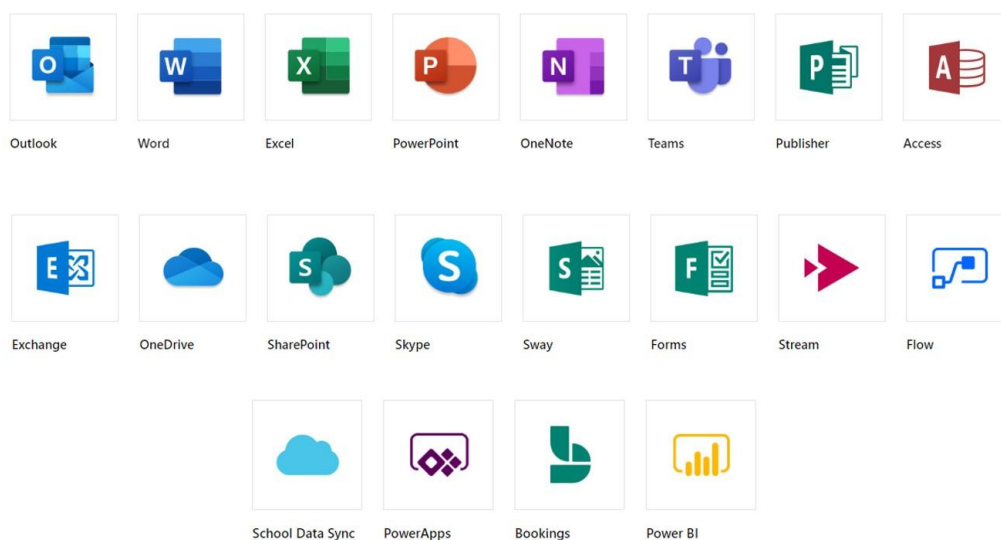 O W X P N T P A
Outlook Word Excel PowerPoint OneNote Teams Publisher Access
E S S S F
Exchange OneDrive SharePoint Skype Sway Forms Stream Flow
School Data Sync PowerApps Bookings Power BI